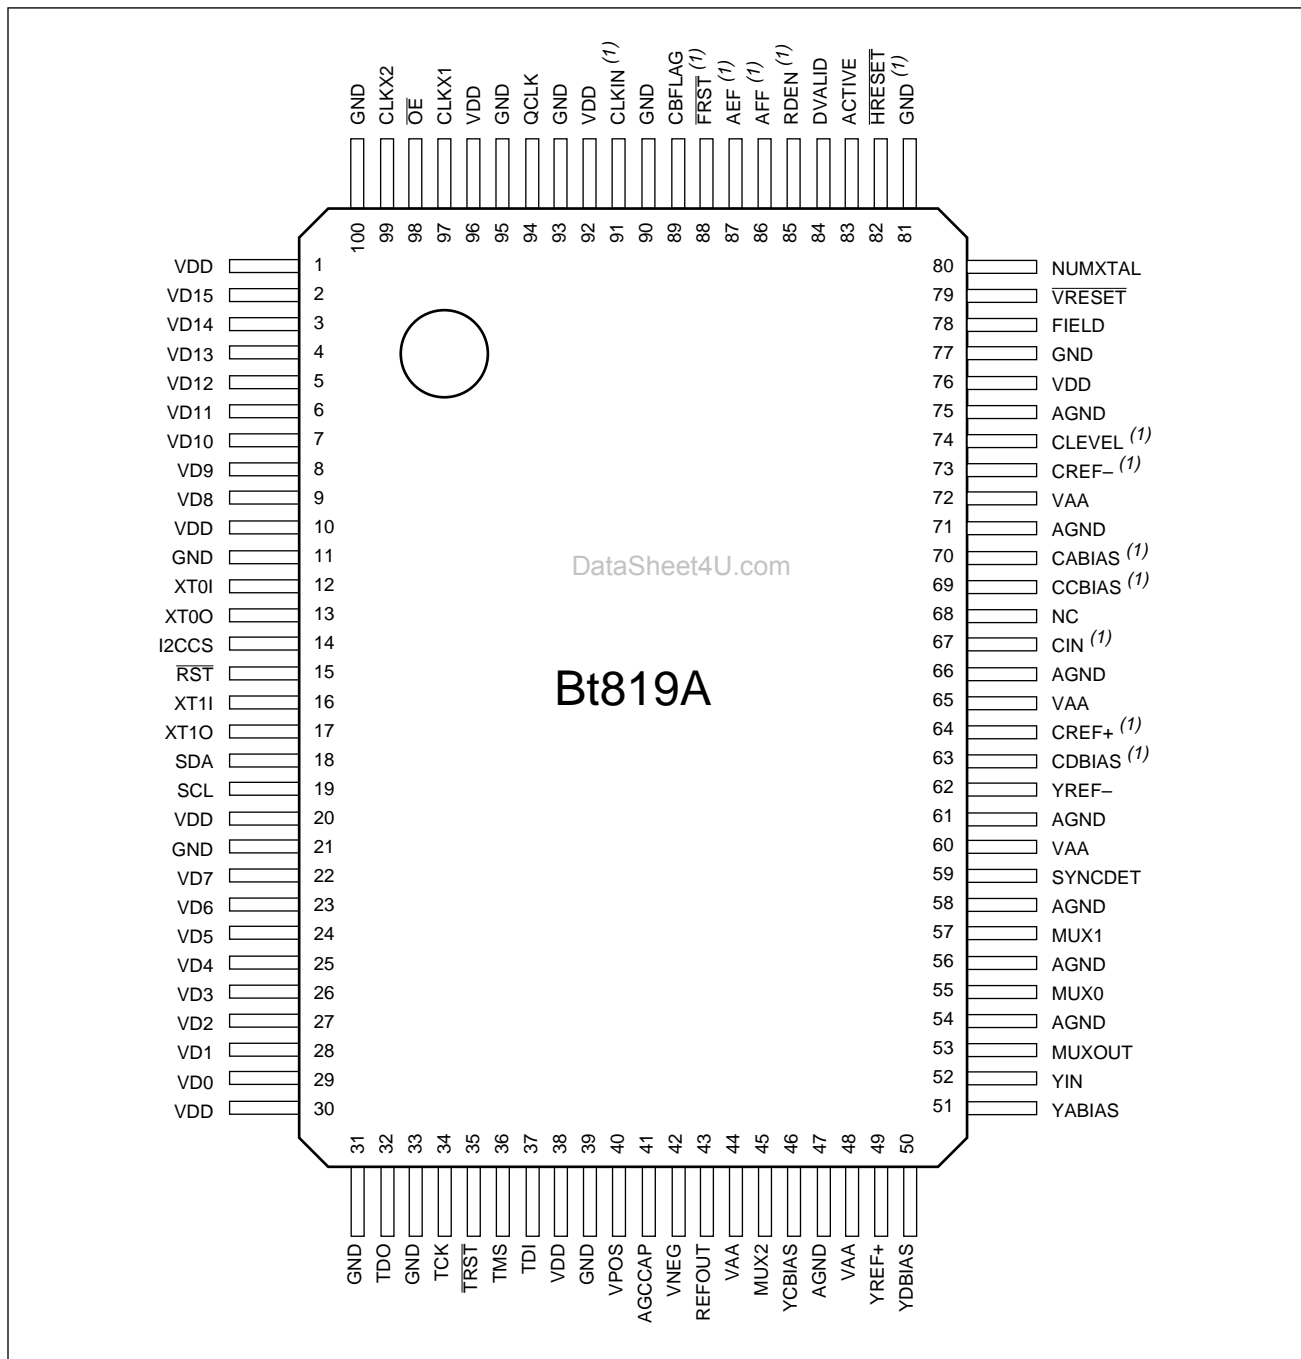 GND CLKX2 OE CLKX1 VDD GND QCLK GND VDD CLKIN (1) GND CBFLAG FRST (1) AEF (1) AFF (1) RDEN (1) DVALID ACTIVE HRESET GND (1)
100 99 98 97 96 95 94 93 92 91 90 89 88 87 86 85 84 83 82 81
VDD 1 80 NUMXTAL
VD15 2 79 VRESET
VD14 3 78 FIELD
VD13 4 77 GND
VD12 5 76 VDD
VD11 6 75 AGND
VD10 7 74 CLEVEL (1)
VD9 8 73 CREF– (1)
VD8 9 72 VAA
VDD 10 71 AGND
GND 11 70 CABIAS (1)
DataSheet4U.com
XT0I 12 69 CCBIAS (1)
XT0O 13 68 NC
I2CCS 14 67 CIN (1)
RST 15 66 AGND
Bt819A
XT1I 16 65 VAA
XT1O 17 64 CREF+ (1)
SDA 18 63 CDBIAS (1)
SCL 19 62 YREF–
VDD 20 61 AGND
GND 21 60 VAA
VD7 22 59 SYNCDET
VD6 23 58 AGND
VD5 24 57 MUX1
VD4 25 56 AGND
VD3 26 55 MUX0
VD2 27 54 AGND
VD1 28 53 MUXOUT
VD0 29 52 YIN
VDD 30 51 YABIAS
31 32 33 34 35 36 37 38 39 40 41 42 43 44 45 46 47 48 49 50
GND TDO GND TCK TRST TMS TDI VDD GND VPOS AGCCAP VNEG REFOUT VAA MUX2 YCBIAS AGND VAA YREF+ YDBIAS